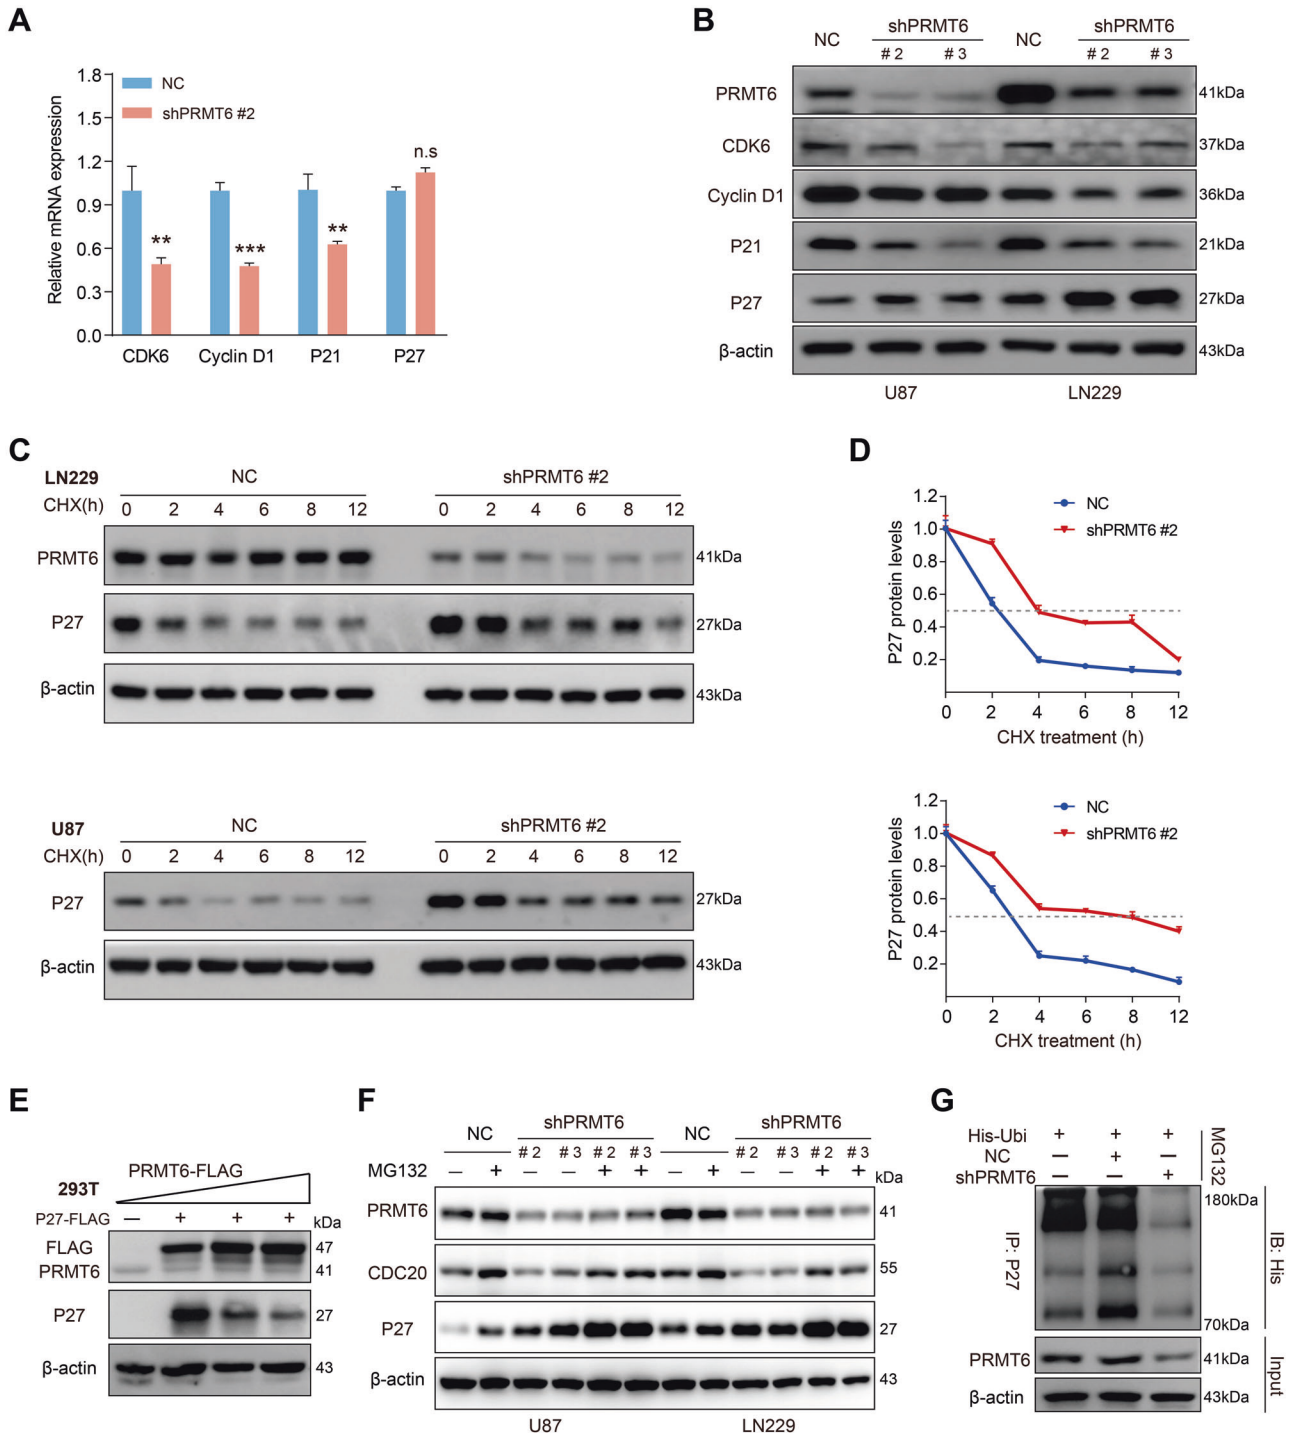 A
Relative mRNA expression
1.8
1.5
1.2
0.9
0.6
0.3
0.0
NC
shPRMT6 #2
**
***
**
n.s
CDK6 Cyclin D1 P21 P27
B
NC shPRMT6 NC shPRMT6
#2 #3 #2 #3
PRMT6 41kDa
CDK6 37kDa
Cyclin D1 36kDa
P21 21kDa
P27 27kDa
β-actin 43kDa
U87 LN229
C
LN229 NC shPRMT6 #2
CHX(h) 0 2 4 6 8 12 0 2 4 6 8 12
PRMT6 41kDa
P27 27kDa
β-actin 43kDa
U87 NC shPRMT6 #2
CHX(h) 0 2 4 6 8 12 0 2 4 6 8 12
P27 27kDa
β-actin 43kDa
D
P27 protein levels
1.2
1.0
0.8
0.6
0.4
0.2
NC
shPRMT6 #2
0 2 4 6 8 12
CHX treatment (h)
P27 protein levels
1.2
1.0
0.8
0.6
0.4
0.2
NC
shPRMT6 #2
0 2 4 6 8 12
CHX treatment (h)
E
PRMT6-FLAG
293T
P27-FLAG — + + + kDa
FLAG 47
PRMT6 41
P27 27
β-actin 43
F
NC shPRMT6 NC shPRMT6
#2 #3 #2 #3 #2 #3 #2 #3
MG132 — + — — + + — + — — + + kDa
PRMT6 41
CDC20 55
P27 27
β-actin 43
U87 LN229
G
His-Ubi + + +
NC — + —
shPRMT6 — — +
MG132
180kDa
IP: P27
IB: His
70kDa
PRMT6 41kDa
β-actin 43kDa
Input